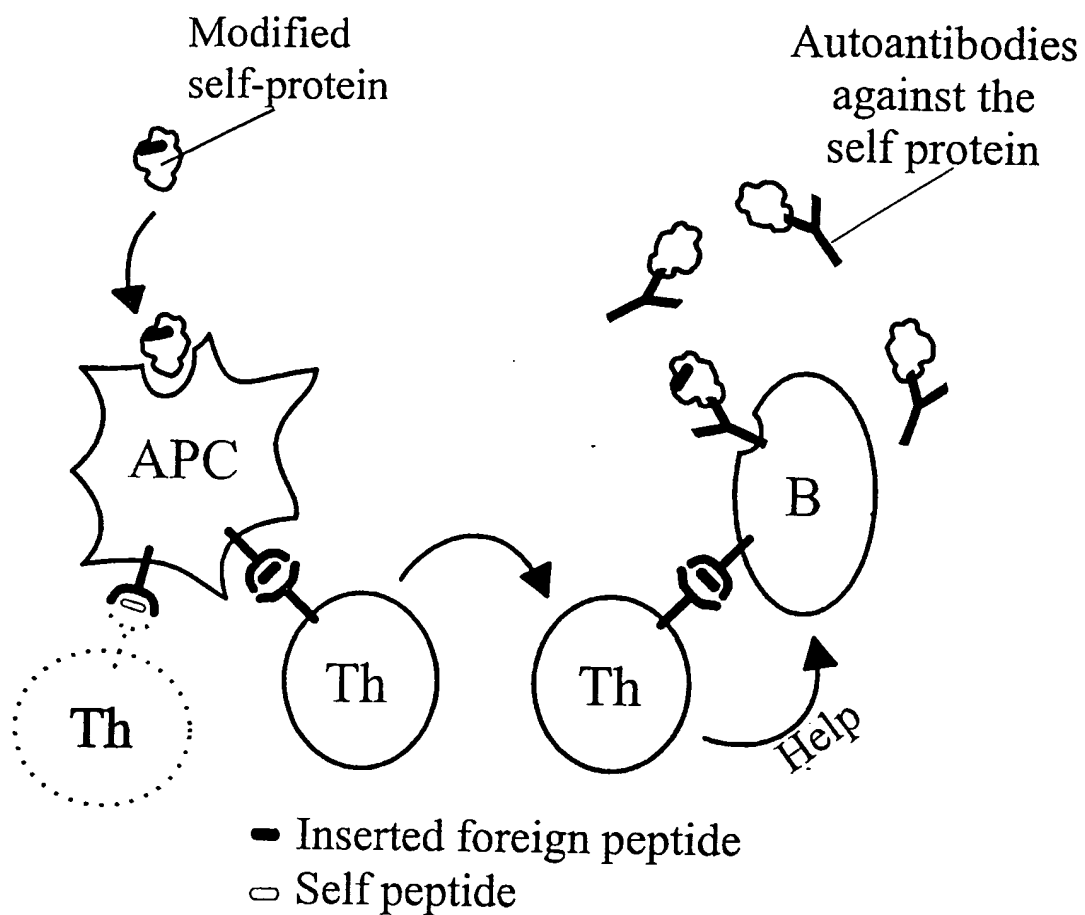 Modified
self-protein
Autoantibodies
against the
self protein
APC
B
Th
Th
Th
Help
Inserted foreign peptide
Self peptide